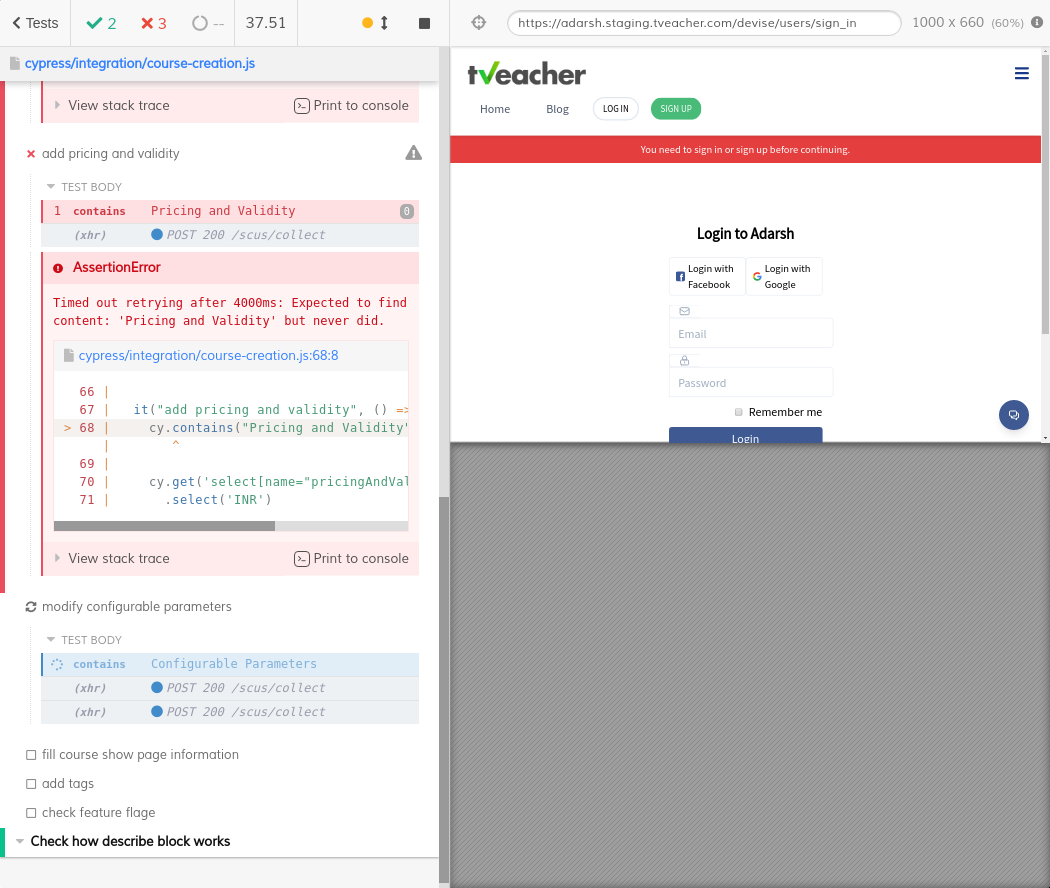 Tests
2
3
--
37.51
cypress/integration/course-creation.js
View stack trace
Print to console
add pricing and validity
TEST BODY
1 contains Pricing and Validity 0
(xhr) POST 200 /scus/collect
AssertionError
Timed out retrying after 4000ms: Expected to find
content: 'Pricing and Validity' but never did.
cypress/integration/course-creation.js:68:8
66 |
67 | it("add pricing and validity", () =>
> 68 | cy.contains("Pricing and Validity"
| ^
69 |
70 | cy.get('select[name="pricingAndVal
71 | .select('INR')
View stack trace
Print to console
modify configurable parameters
TEST BODY
contains Configurable Parameters
(xhr) POST 200 /scus/collect
(xhr) POST 200 /scus/collect
fill course show page information
add tags
check feature flage
Check how describe block works
https://adarsh.staging.tveacher.com/devise/users/sign_in
1000 x 660 (60%)
tveacher
Home
Blog
LOG IN
SIGN UP
You need to sign in or sign up before continuing.
Login to Adarsh
Login with
Facebook
Login with
Google
Email
Password
Remember me
Login